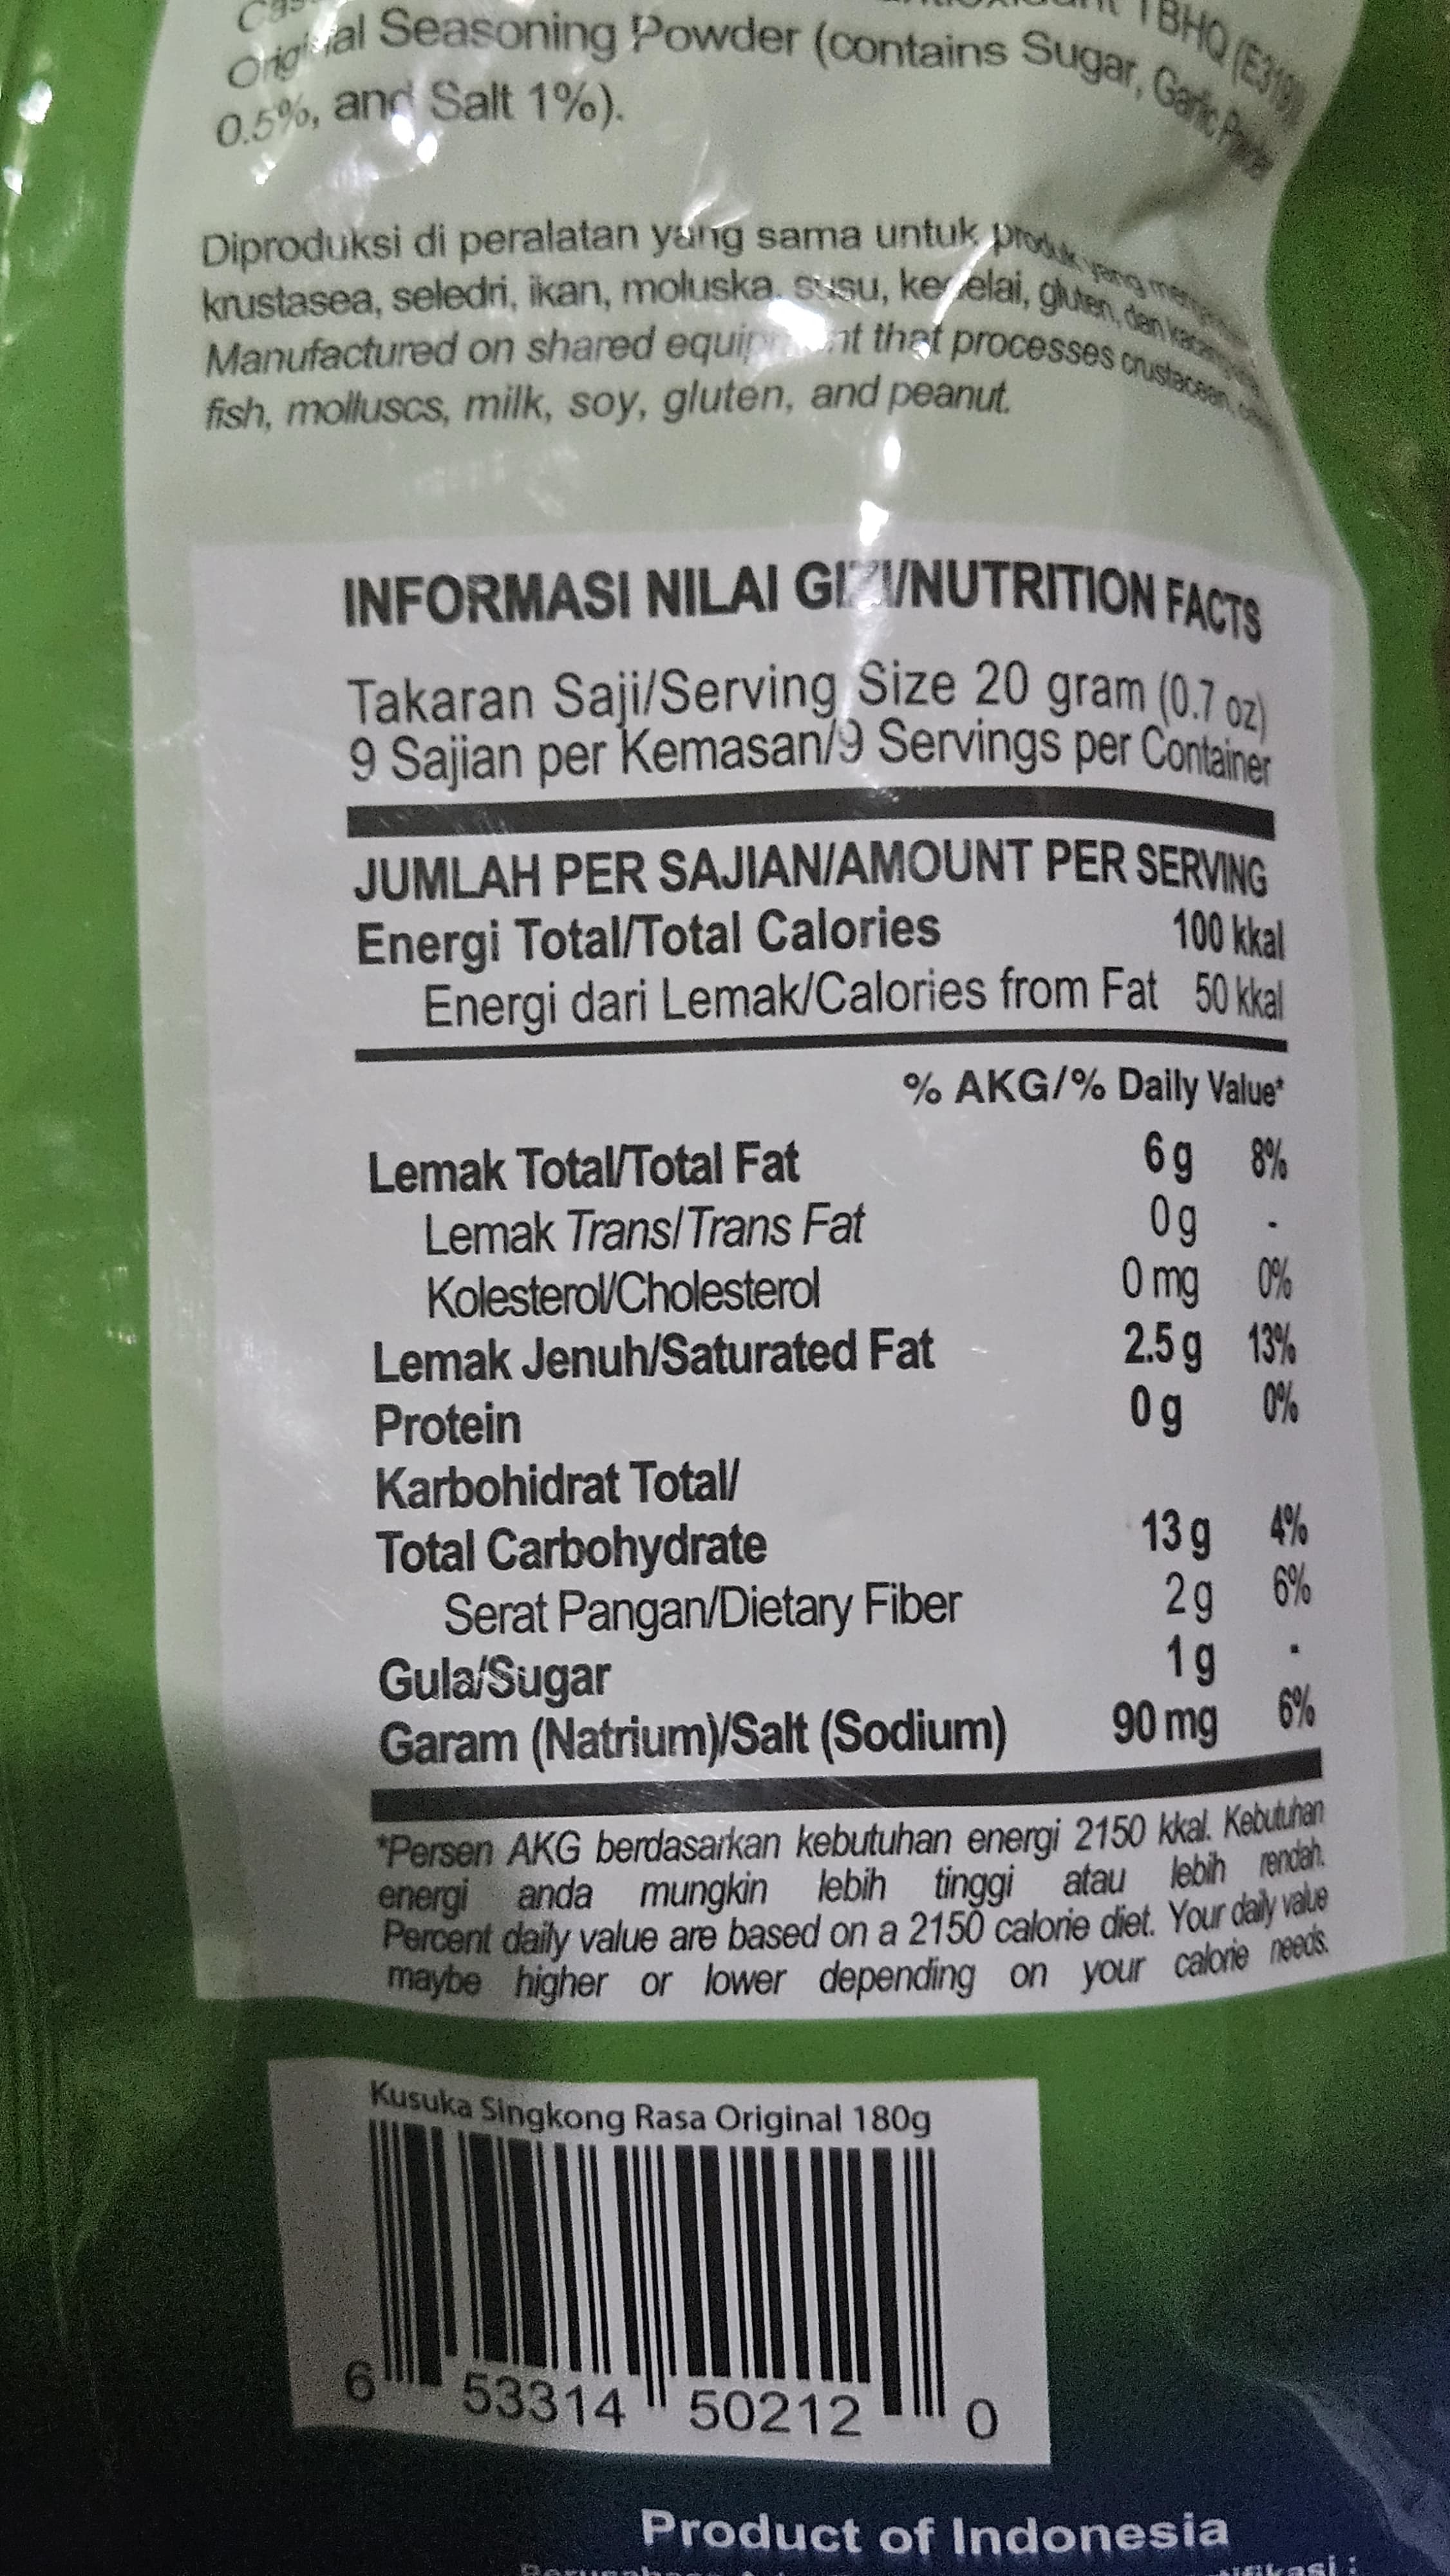 TBHQ (E319)
Original Seasoning Powder (contains Sugar, Garlic
0.5%, and Salt 1%).
Diproduksi di peralatan yang sama untuk produk yang
krustasea, seledri, ikan, moluska, susu, kedelai, gluten, dan
Manufactured on shared equipment that processes crustacean,
fish, molluscs, milk, soy, gluten, and peanut.
INFORMASI NILAI GIZI/NUTRITION FACTS
Takaran Saji/Serving Size 20 gram (0.7 oz)
9 Sajian per Kemasan/9 Servings per Container
JUMLAH PER SAJIAN/AMOUNT PER SERVING
Energi Total/Total Calories 100 kkal
Energi dari Lemak/Calories from Fat 50 kkal
% AKG/% Daily Value*
Lemak Total/Total Fat 6 g 8%
Lemak Trans/Trans Fat 0 g -
Kolesterol/Cholesterol 0 mg 0%
Lemak Jenuh/Saturated Fat 2.5 g 13%
Protein 0 g 0%
Karbohidrat Total/
Total Carbohydrate 13 g 4%
Serat Pangan/Dietary Fiber 2 g 6%
Gula/Sugar 1 g -
Garam (Natrium)/Salt (Sodium) 90 mg 6%
*Persen AKG berdasarkan kebutuhan energi 2150 kkal. Kebutuhan
energi anda mungkin lebih tinggi atau lebih rendah.
Percent daily value are based on a 2150 calorie diet. Your daily value
maybe higher or lower depending on your calorie needs.
Kusuka Singkong Rasa Original 180g
6 53314 50212 0
Product of Indonesia